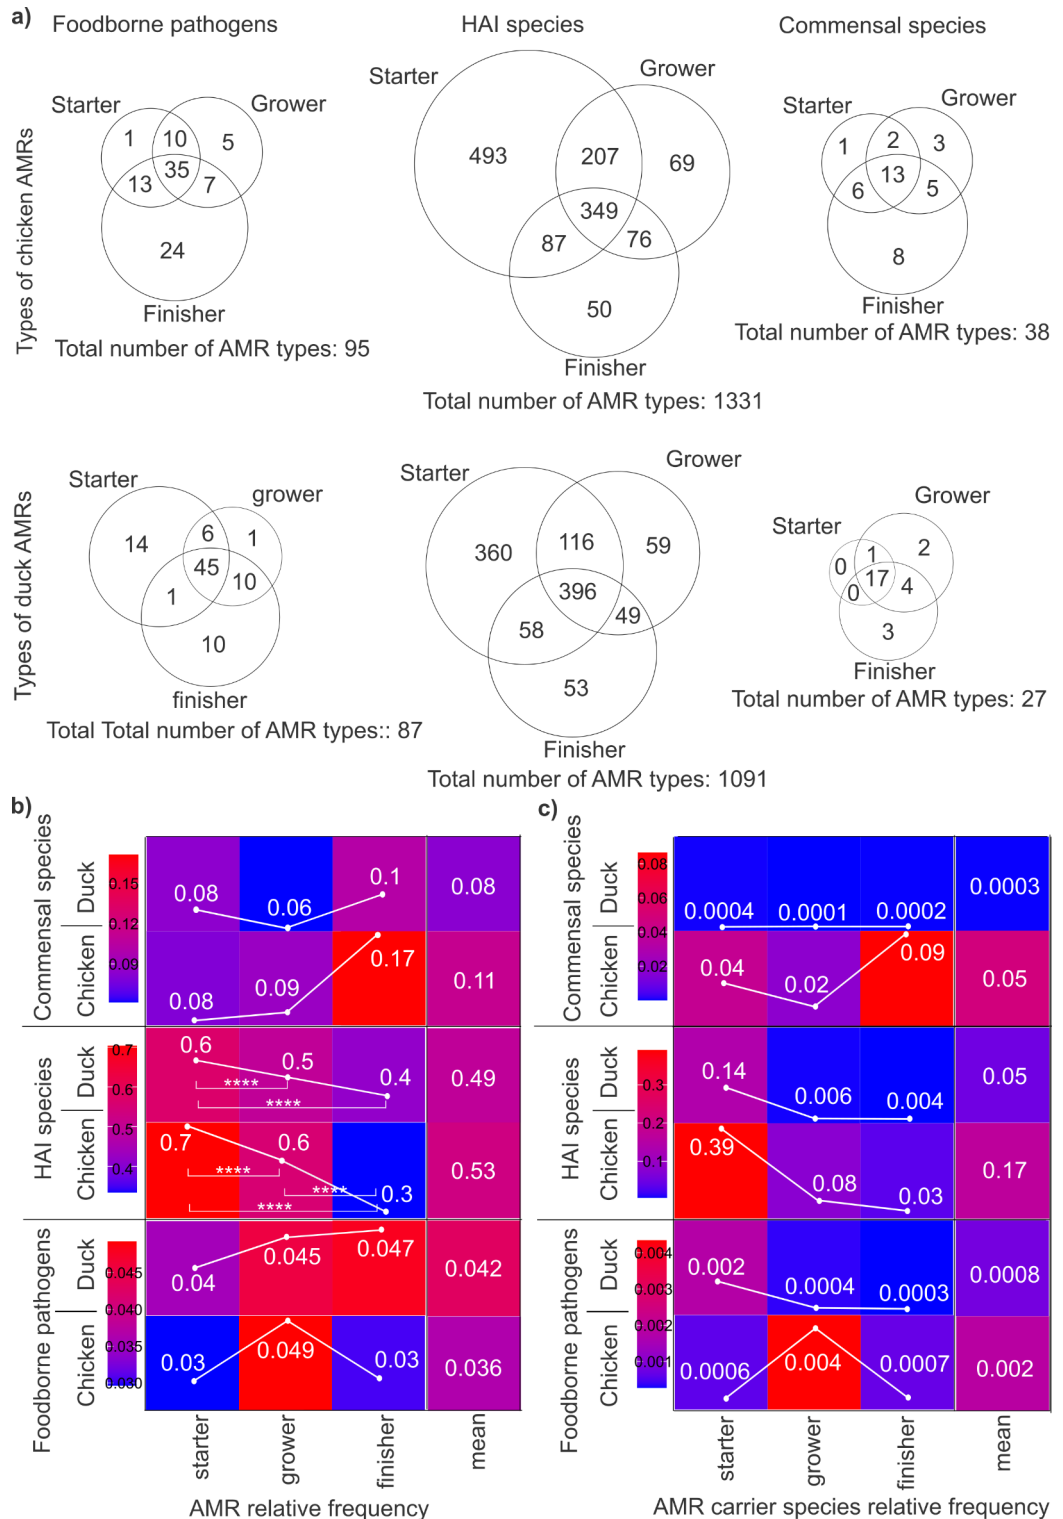 a)
Foodborne pathogens
HAI species
Commensal species
Types of chicken AMRs
Starter
Grower
1
10
5
35
13
7
24
Finisher
Total number of AMR types: 95
Starter
Grower
493
207
69
349
87
76
50
Finisher
Total number of AMR types: 1331
Starter
Grower
1
2
3
13
6
5
8
Finisher
Total number of AMR types: 38
Types of duck AMRs
Starter
grower
14
6
1
45
10
1
10
finisher
Total Total number of AMR types:: 87
Starter
Grower
360
116
59
396
49
58
53
Finisher
Total number of AMR types: 1091
Grower
Starter
0
1
2
17
4
0
3
Finisher
Total number of AMR types: 27
b)
Commensal species
Duck
Chicken
0.15
0.12
0.09
0.08
0.06
0.1
0.08
0.08
0.09
0.17
0.11
HAI species
Duck
Chicken
0.7
0.6
0.5
0.4
0.6
0.5
0.4
0.49
****
****
0.7
0.6
0.3
0.53
****
****
****
Foodborne pathogens
Duck
Chicken
0.045
0.040
0.035
0.030
0.04
0.045
0.047
0.042
0.03
0.049
0.03
0.036
starter
grower
finisher
mean
AMR relative frequency
c)
Commensal species
Duck
Chicken
0.08
0.06
0.04
0.02
0.0004
0.0001
0.0002
0.0003
0.04
0.02
0.09
0.05
HAI species
Duck
Chicken
0.3
0.2
0.1
0.14
0.006
0.004
0.05
0.39
0.08
0.03
0.17
Foodborne pathogens
Duck
Chicken
0.004
0.003
0.002
0.001
0.002
0.0004
0.0003
0.0008
0.0006
0.004
0.0007
0.002
starter
grower
finisher
mean
AMR carrier species relative frequency